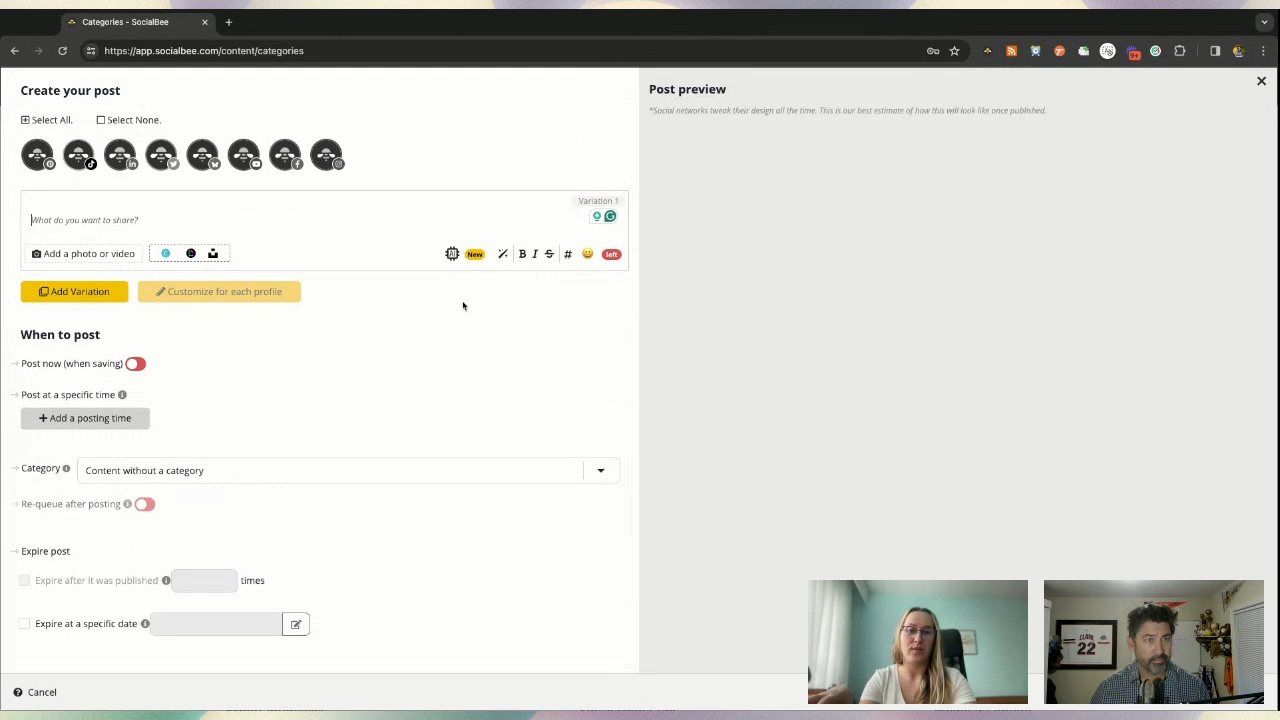 Categories - SocialBee
https://app.socialbee.com/content/categories
9+
Create your post
Select All.
Select None.
Variation 1
What do you want to share?
Add a photo or video
AI
New
B I S # left
Add Variation
Customize for each profile
When to post
Post now (when saving)
Post at a specific time
Add a posting time
Category
Content without a category
Re-queue after posting
Expire post
Expire after it was published
times
Expire at a specific date
Cancel
Post preview
*Social networks tweak their design all the time. This is our best estimate of how this will look like once published.
CLARK
22